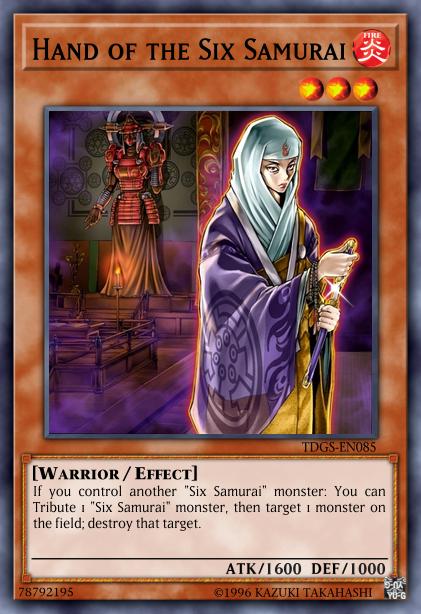 Hand of the Six Samurai
FIRE
炎
TDGS-EN085
[Warrior / Effect]
If you control another "Six Samurai" monster: You can
Tribute 1 "Six Samurai" monster, then target 1 monster on
the field; destroy that target.
ATK/1600 DEF/1000
78792195
©1996 KAZUKI TAKAHASHI